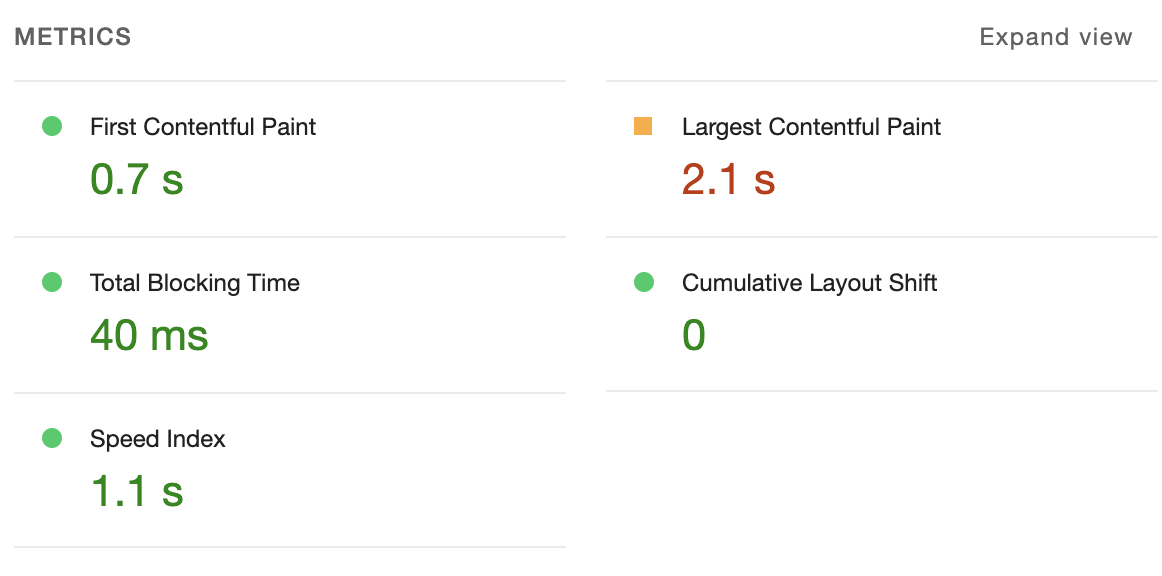 METRICS
Expand view
First Contentful Paint
0.7 s
Largest Contentful Paint
2.1 s
Total Blocking Time
40 ms
Cumulative Layout Shift
0
Speed Index
1.1 s